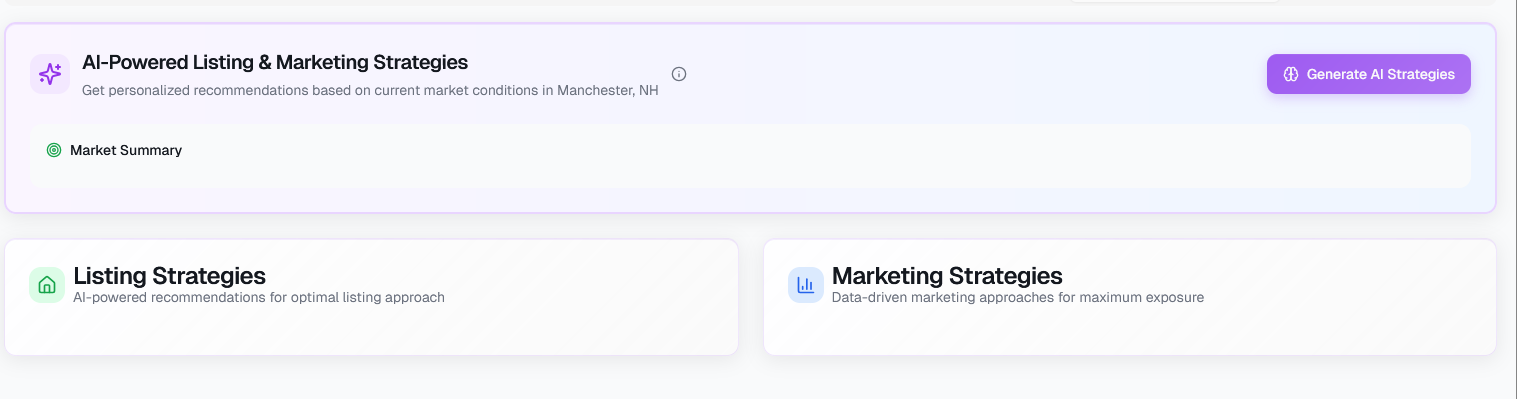 AI-Powered Listing & Marketing Strategies
Get personalized recommendations based on current market conditions in Manchester, NH
Generate AI Strategies
Market Summary
Listing Strategies
AI-powered recommendations for optimal listing approach
Marketing Strategies
Data-driven marketing approaches for maximum exposure